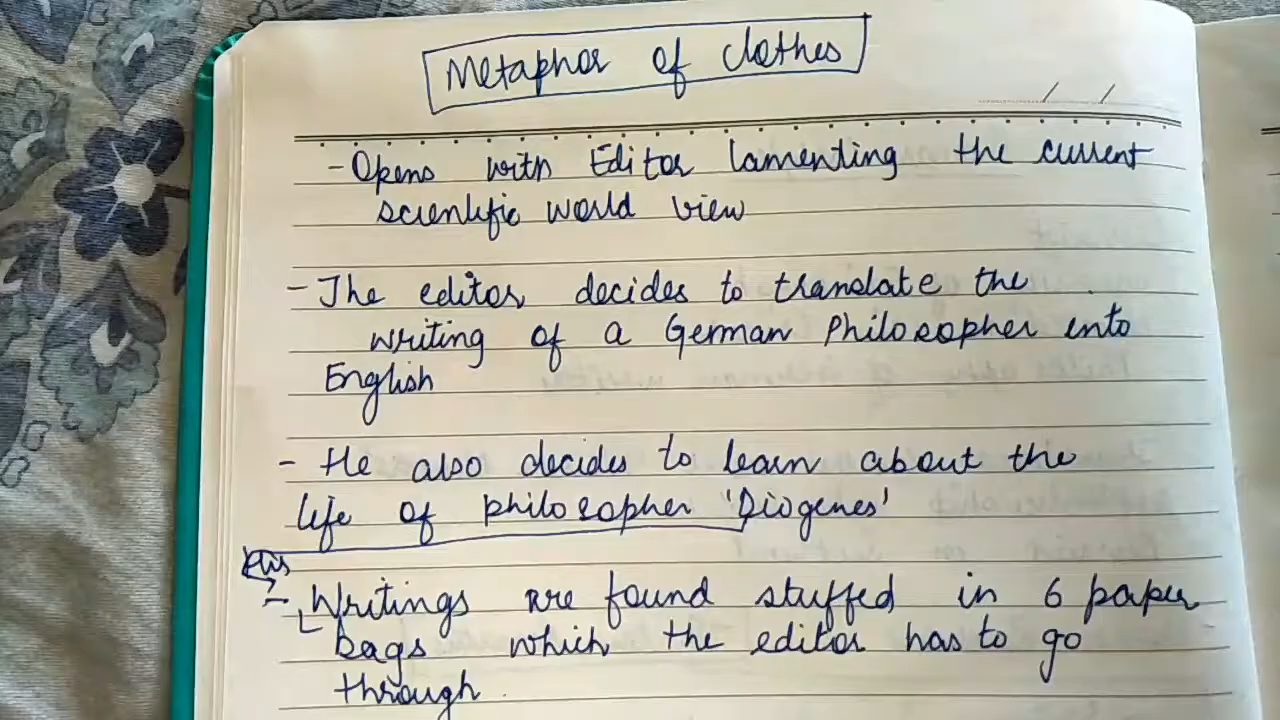 Metaphor of clothes
- Opens with Editor lamenting the current
scientific world view
- The editor decides to translate the
writing of a German Philosopher into
English
- He also decides to learn about the
life of philosopher 'Diogenes'
His
- Writings are found stuffed in 6 paper
bags which the editor has to go
through.